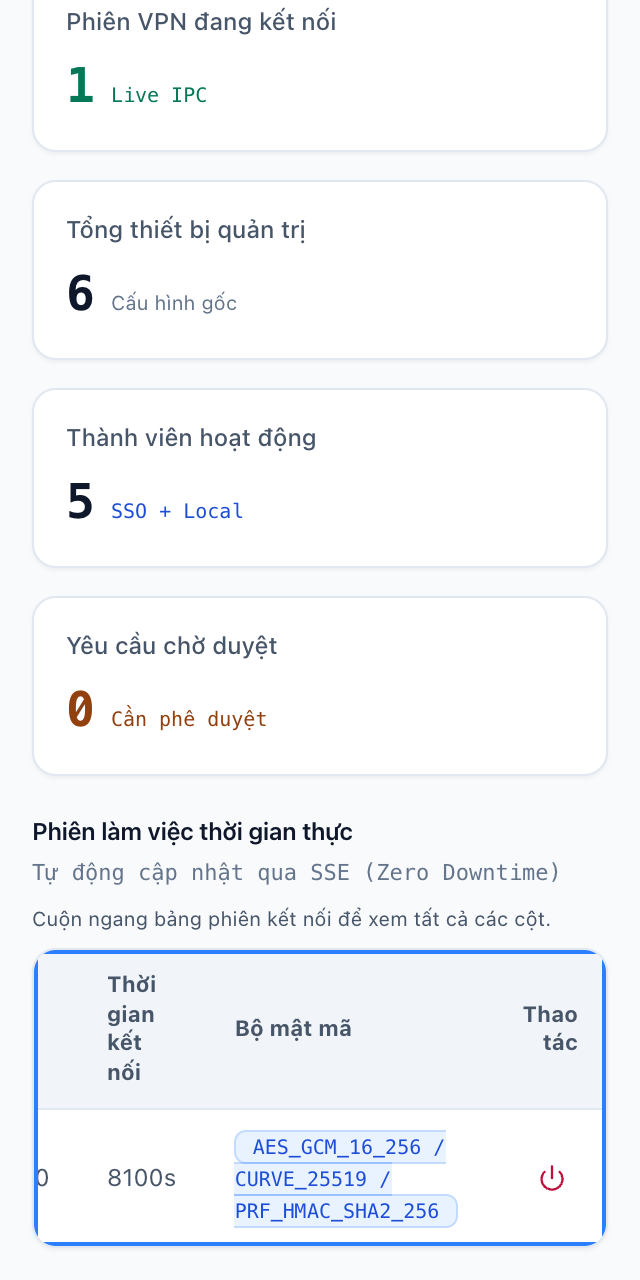 Phiên VPN đang kết nối
1 Live IPC
Tổng thiết bị quản trị
6 Cấu hình gốc
Thành viên hoạt động
5 SSO + Local
Yêu cầu chờ duyệt
0 Cần phê duyệt
Phiên làm việc thời gian thực
Tự động cập nhật qua SSE (Zero Downtime)
Cuộn ngang bảng phiên kết nối để xem tất cả các cột.
Thời
gian
kết
nối
Bộ mật mã
Thao
tác
0
8100s
AES_GCM_16_256 /
CURVE_25519 /
PRF_HMAC_SHA2_256